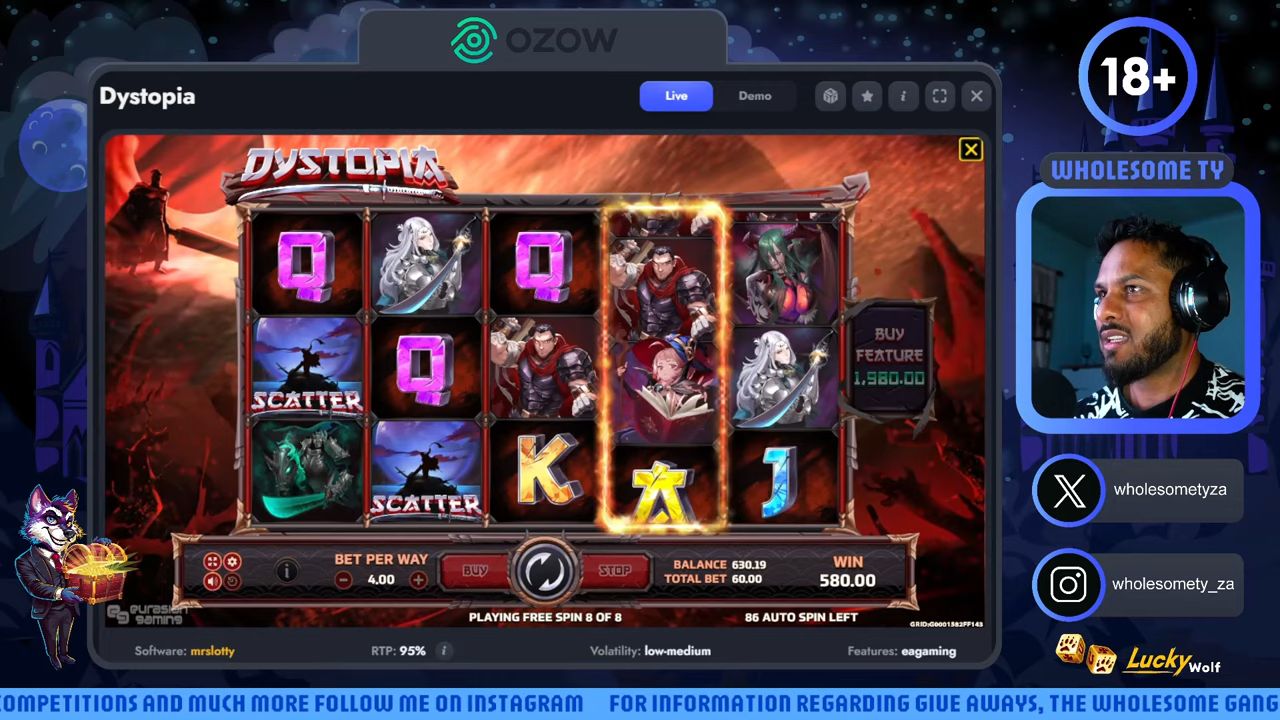 OZOW
18+
Dystopia
Live
Demo
DYSTOPIA
WHOLESOME TY
Q
Q
BUY
FEATURE
1,980.00
SCATTER
Q
K
SCATTER
A
J
wholesometyza
wholesomety_za
BET PER WAY
4.00
BUY
STOP
BALANCE 630.19
TOTAL BET 60.00
WIN
580.00
eurasian
gaming
PLAYING FREE SPIN 8 OF 8
86 AUTO SPIN LEFT
GRID:G0001582FF143
Software: mrslotty
RTP: 95%
Volatility: low-medium
Features: eagaming
Lucky Wolf
COMPETITIONS AND MUCH MORE FOLLOW ME ON INSTAGRAM FOR INFORMATION REGARDING GIVE AWAYS, THE WHOLESOME GANG